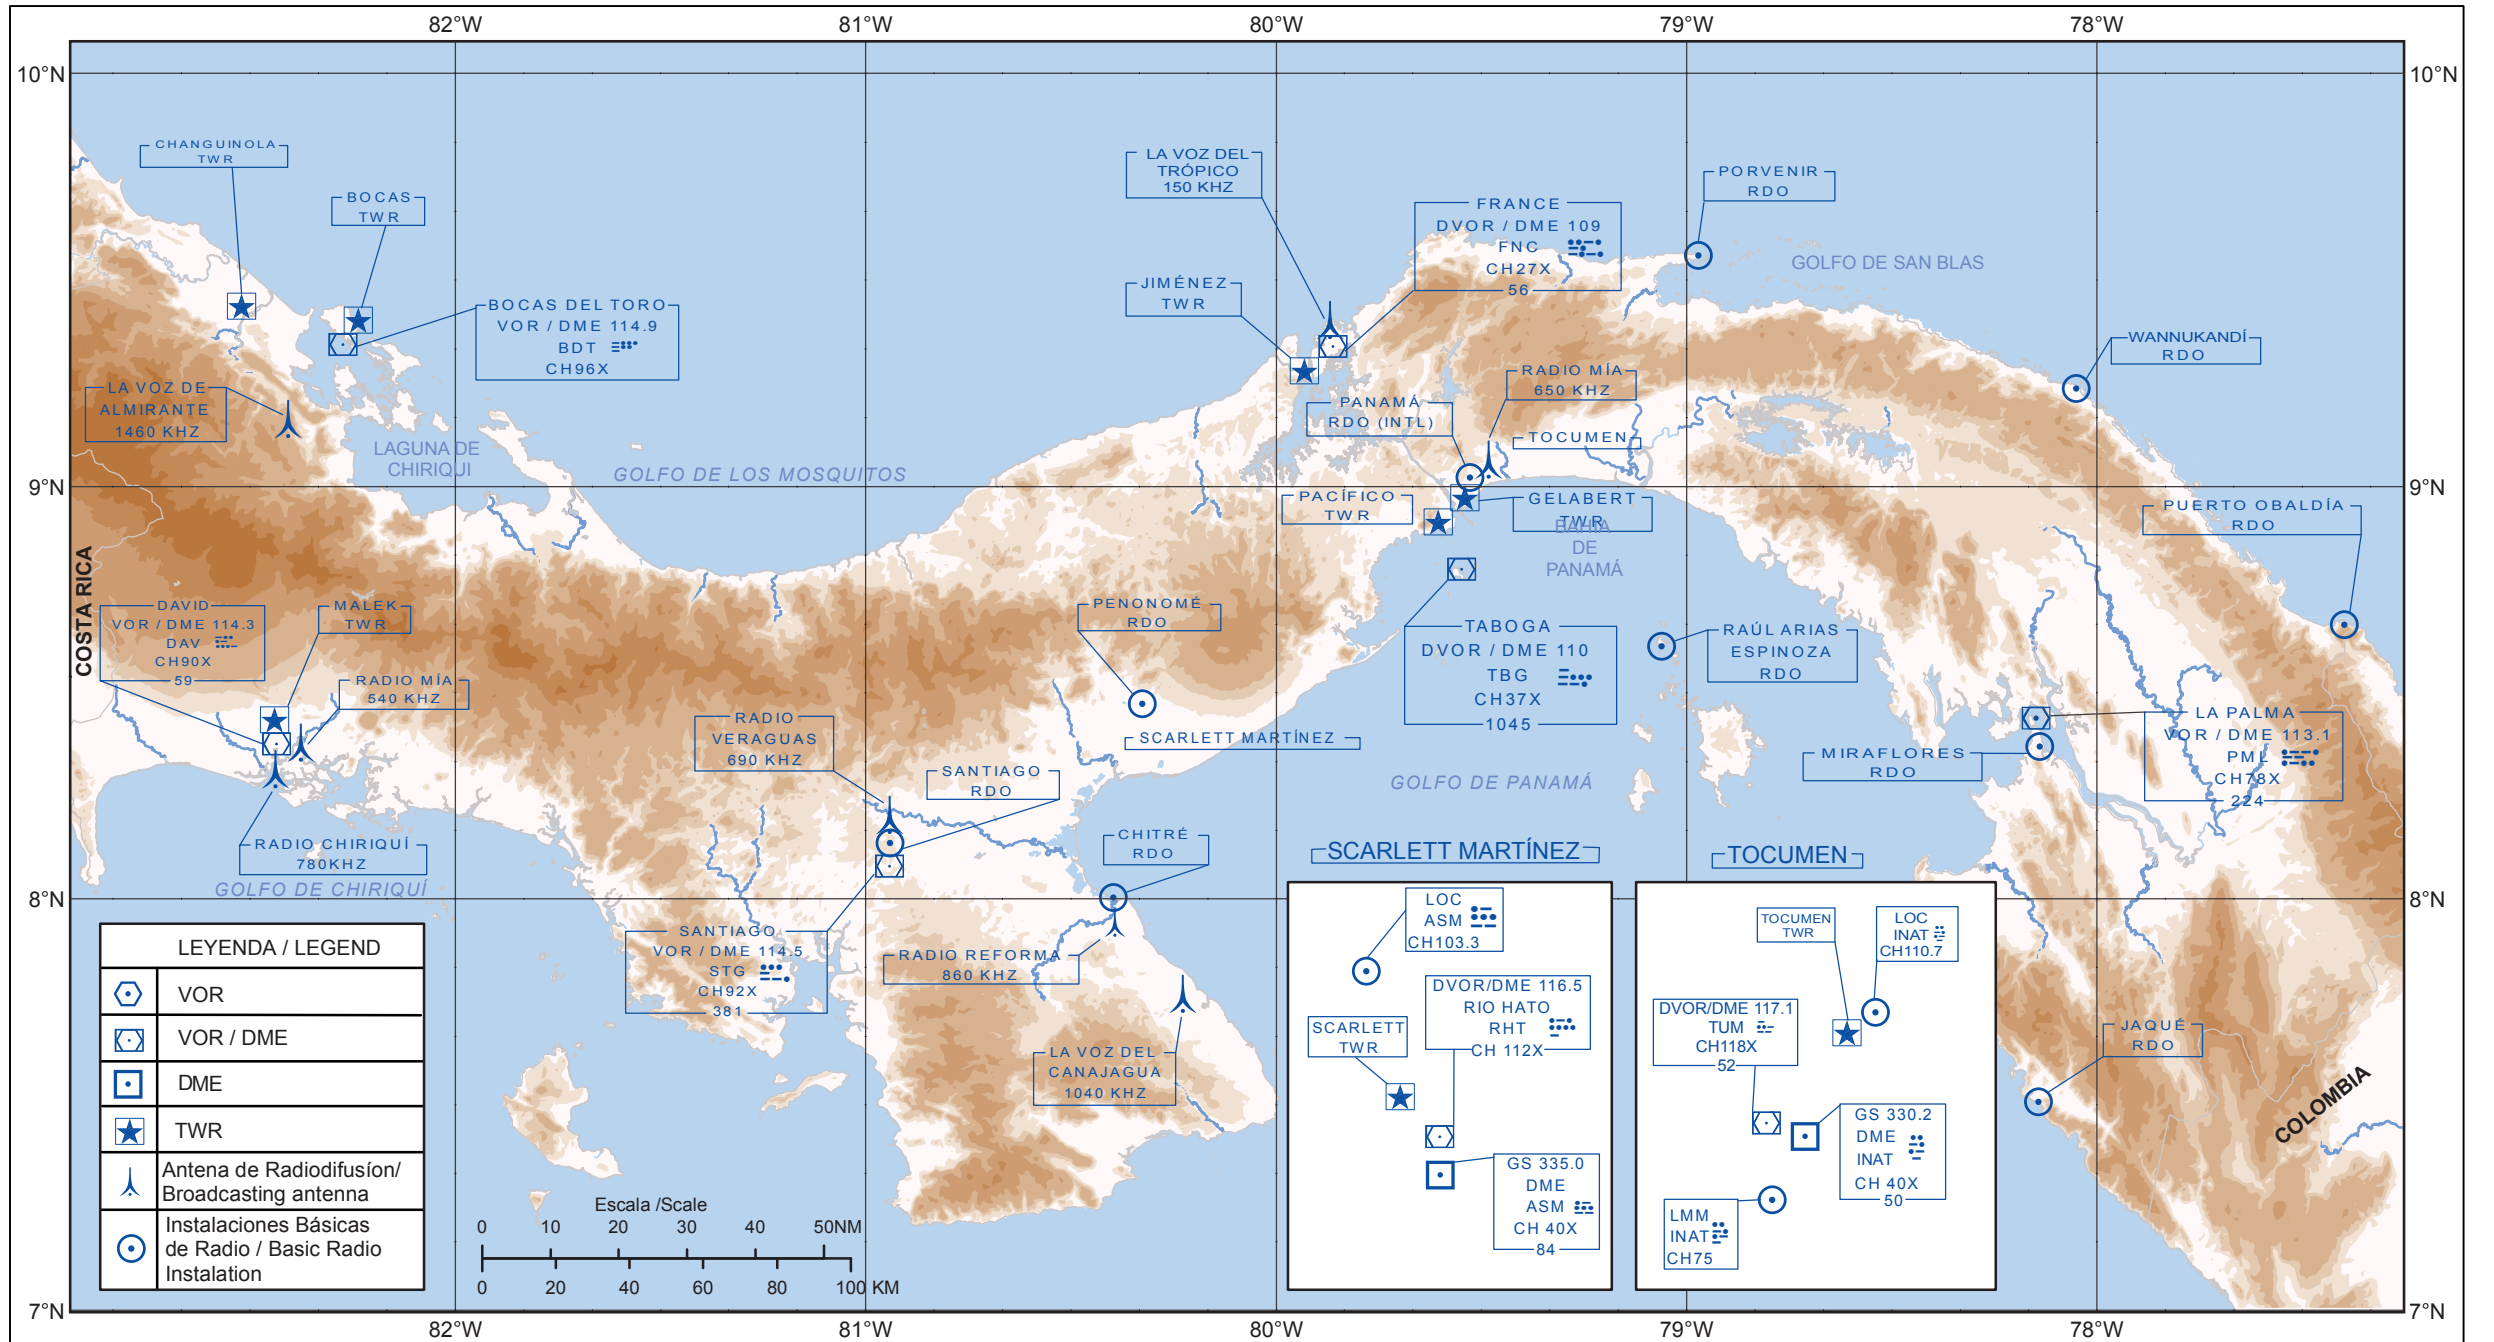 82°W
81°W
80°W
79°W
78°W
10°N
10°N
CHANGUINOLA
TWR
BOCAS
TWR
LA VOZ DEL
TRÓPICO
150 KHZ
PORVENIR
RDO
FRANCE
DVOR / DME 109
FNC
CH27X
56
GOLFO DE SAN BLAS
JIMÉNEZ
TWR
BOCAS DEL TORO
VOR / DME 114.9
BDT
CH96X
WANNUKANDÍ
RDO
LA VOZ DE
ALMIRANTE
1460 KHZ
RADIO MÍA
650 KHZ
PANAMÁ
RDO (INTL)
TOCUMEN
LAGUNA DE
CHIRIQUI
GOLFO DE LOS MOSQUITOS
9°N
9°N
PACÍFICO
TWR
GELABERT
TWR
BAHIA
DE
PANAMÁ
PUERTO OBALDÍA
RDO
COSTA RICA
DAVID
VOR / DME 114.3
DAV
CH90X
59
MALEK
TWR
PENONOMÉ
RDO
TABOGA
DVOR / DME 110
TBG
CH37X
1045
RAÚL ARIAS
ESPINOZA
RDO
RADIO MÍA
540 KHZ
RADIO
VERAGUAS
690 KHZ
SCARLETT MARTÍNEZ
SANTIAGO
RDO
GOLFO DE PANAMÁ
MIRAFLORES
RDO
LA PALMA
VOR / DME 113.1
PML
CH78X
224
RADIO CHIRIQUÍ
780KHZ
GOLFO DE CHIRIQUÍ
CHITRÉ
RDO
8°N
8°N
SANTIAGO
VOR / DME 114.5
STG
CH92X
381
RADIO REFORMA
860 KHZ
LA VOZ DEL
CANAJAGUA
1040 KHZ
SCARLETT MARTÍNEZ
LOC
ASM
CH103.3
DVOR/DME 116.5
RIO HATO
RHT
CH 112X
SCARLETT
TWR
GS 335.0
DME
ASM
CH 40X
84
TOCUMEN
TOCUMEN
TWR
LOC
INAT
CH110.7
DVOR/DME 117.1
TUM
CH118X
52
GS 330.2
DME
INAT
CH 40X
50
LMM
INAT
CH75
JAQUÉ
RDO
COLOMBIA
LEYENDA / LEGEND
VOR
VOR / DME
DME
TWR
Antena de Radiodifusíon/
Broadcasting antenna
Instalaciones Básicas
de Radio / Basic Radio
Instalation
Escala /Scale
0 10 20 30 40 50NM
0 20 40 60 80 100 KM
7°N
7°N
82°W
81°W
80°W
79°W
78°W